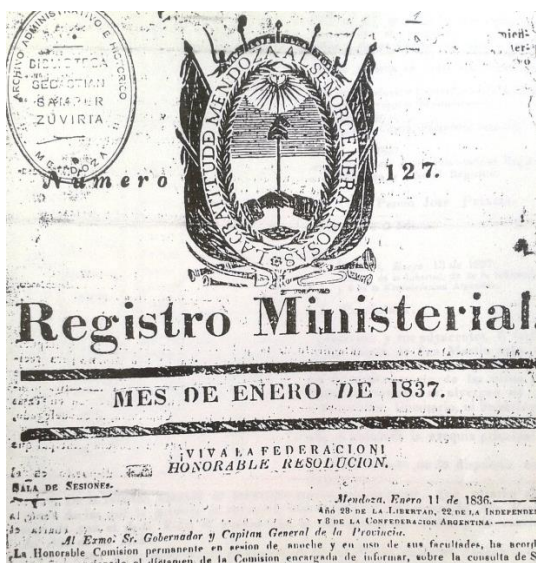 ARCHIVO ADMINISTRATIVO E HISTORICO
BIBLIOTECA
SEBASTIAN
SAMPER
ZUVIRIA
MENDOZA
LA GRATITUD E MENDOZA AL SEÑOR GENERAL ROSAS
Numero 127.
Registro Ministerial.
MES DE ENERO DE 1837.
¡VIVA LA FEDERACION!
HONORABLE RESOLUCION.
SALA DE SESIONES.
Mendoza, Enero 11 de 1836.
AÑO 28 DE LA LIBERTAD, 22 DE LA INDEPENDEN
Y 8 DE LA CONFEDERACION ARGENTINA.
Al Exmo. Sr. Gobernador y Capitan General de la Provincia.
La Honorable Comision permanente en sesion de anoche y en uso de sus facultades, ha acord
el dictamen de la Comision encargada de informar, sobre la consulta de S